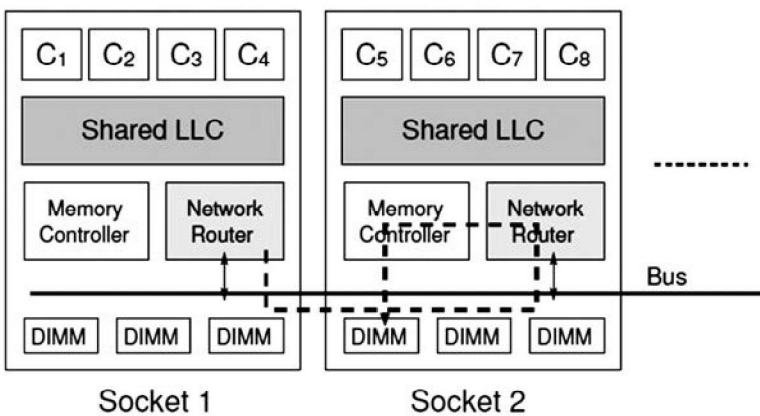 C1 C2 C3 C4 C5 C6 C7 C8
Shared LLC Shared LLC
Memory Controller Network Router Memory Controller Network Router
Bus
DIMM DIMM DIMM DIMM DIMM DIMM
Socket 1 Socket 2